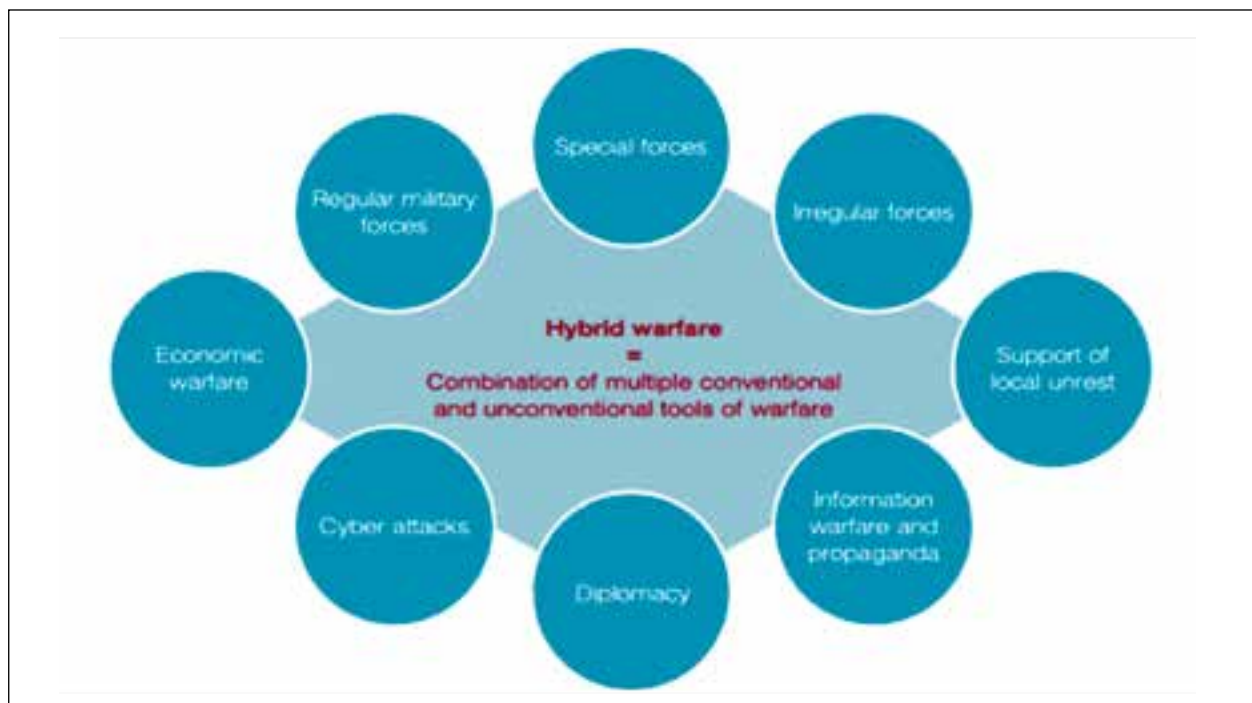 Special forces
Regular military
forces
Irregular forces
Economic
warfare
Hybrid warfare
=
Combination of multiple conventional
and unconventional tools of warfare
Support of
local unrest
Cyber attacks
Information
warfare and
propaganda
Diplomacy